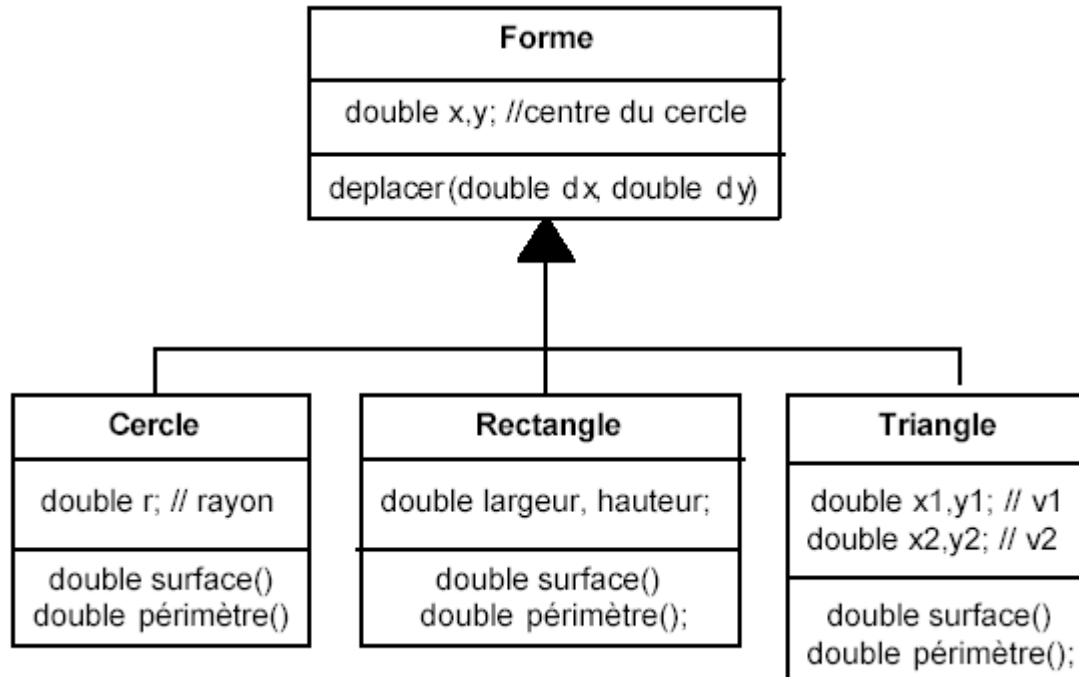 Forme
double x,y; //centre du cercle
deplacer(double dx, double dy)
Cercle
double r; // rayon
double surface()
double périmètre()
Rectangle
double largeur, hauteur;
double surface()
double périmètre();
Triangle
double x1,y1; // v1
double x2,y2; // v2
double surface()
double périmètre();